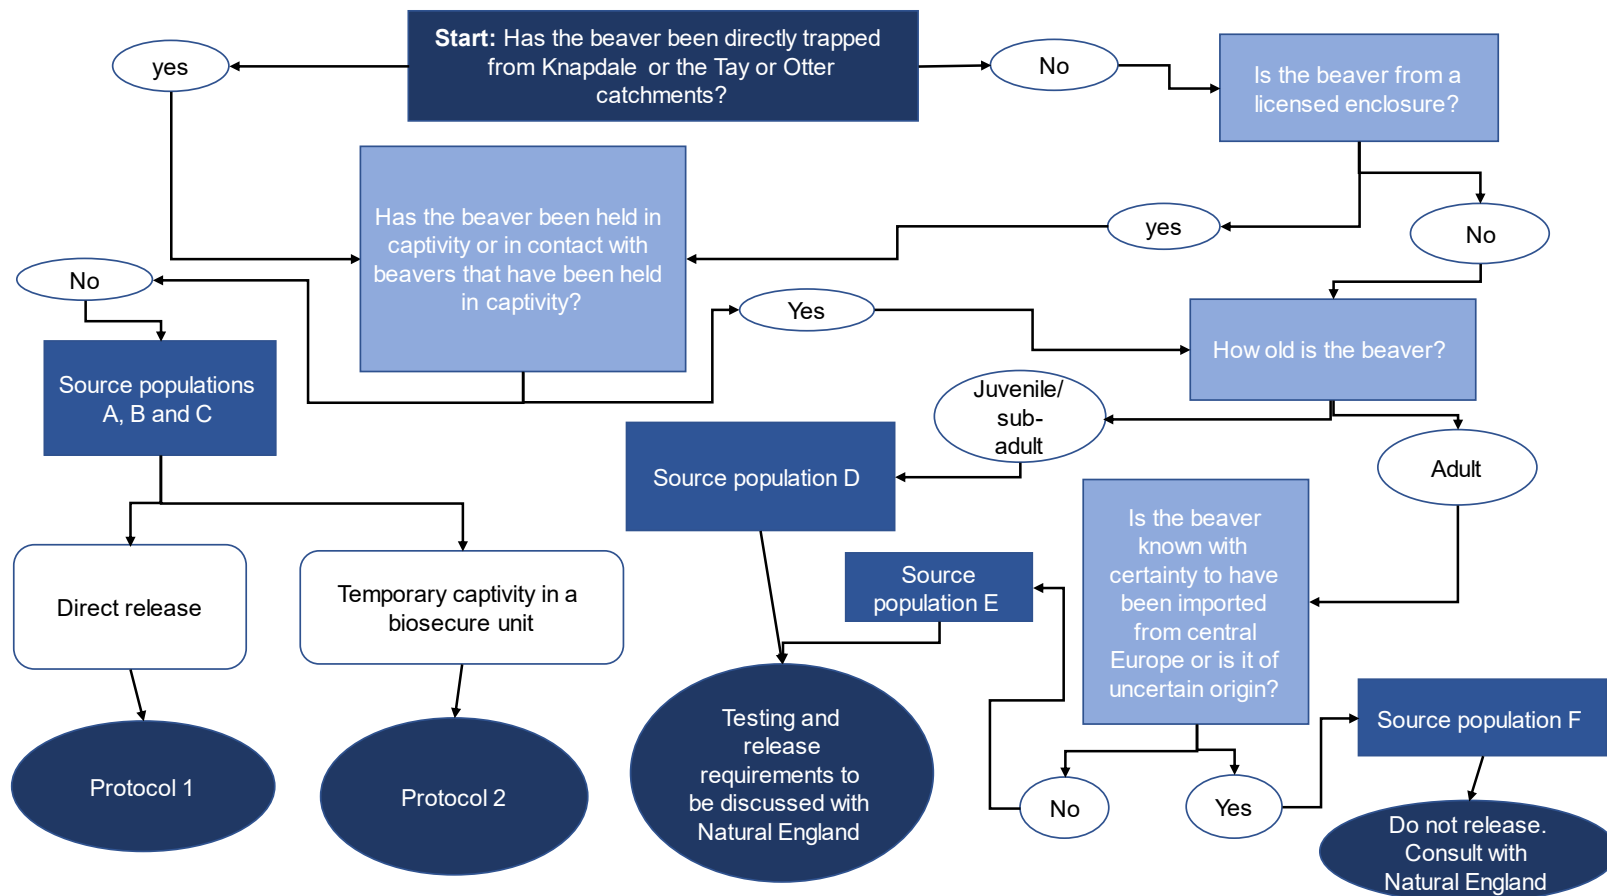 Start: Has the beaver been directly trapped
from Knapdale or the Tay or Otter
catchments?
yes
No
Is the beaver from a
licensed enclosure?
Has the beaver been held in
captivity or in contact with
beavers that have been held
in captivity?
yes
No
No
Yes
How old is the beaver?
Source populations
A, B and C
Juvenile/
sub-
adult
Adult
Source population D
Is the beaver
known with
certainty to have
been imported
from central
Europe or is it of
uncertain origin?
Source
population E
Direct release
Temporary captivity in a
biosecure unit
Source population F
Testing and
release
requirements to
be discussed with
Natural England
Protocol 1
Protocol 2
No
Yes
Do not release.
Consult with
Natural England